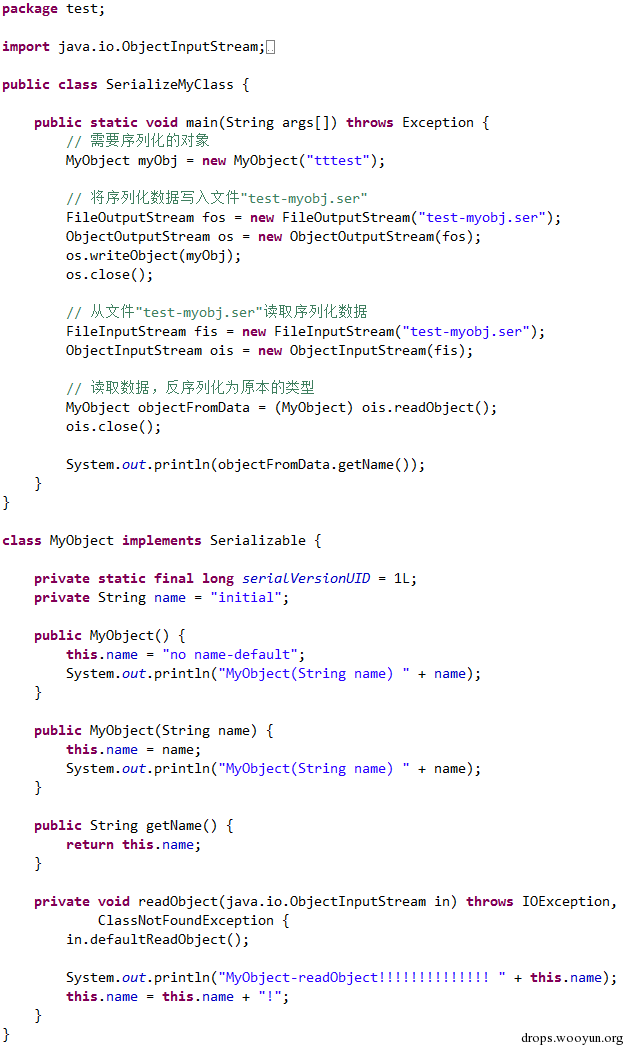 package test;
import java.io.ObjectInputStream;
public class SerializeMyClass {
public static void main(String args[]) throws Exception {
// 需要序列化的对象
MyObject myObj = new MyObject("tttest");
// 将序列化数据写入文件"test-myobj.ser"
FileOutputStream fos = new FileOutputStream("test-myobj.ser");
ObjectOutputStream os = new ObjectOutputStream(fos);
os.writeObject(myObj);
os.close();
// 从文件"test-myobj.ser"读取序列化数据
FileInputStream fis = new FileInputStream("test-myobj.ser");
ObjectInputStream ois = new ObjectInputStream(fis);
// 读取数据，反序列化为原本的类型
MyObject objectFromData = (MyObject) ois.readObject();
ois.close();
System.out.println(objectFromData.getName());
}
}
class MyObject implements Serializable {
private static final long serialVersionUID = 1L;
private String name = "initial";
public MyObject() {
this.name = "no name-default";
System.out.println("MyObject(String name) " + name);
}
public MyObject(String name) {
this.name = name;
System.out.println("MyObject(String name) " + name);
}
public String getName() {
return this.name;
}
private void readObject(java.io.ObjectInputStream in) throws IOException,
ClassNotFoundException {
in.defaultReadObject();
System.out.println("MyObject-readObject!!!!!!!!!!!!!! " + this.name);
this.name = this.name + "!";
}
}
drops.wooyun.org